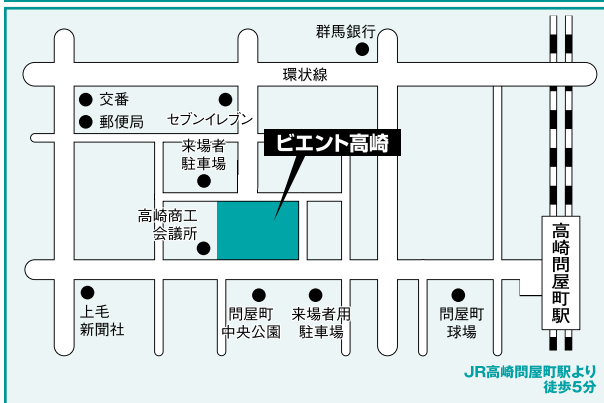 群馬銀行
環状線
交番
郵便局
セブンイレブン
来場者
駐車場
ビエント高崎
高崎商工
会議所
高崎問屋町駅
上毛
新聞社
問屋町
中央公園
来場者用
駐車場
問屋町
球場
JR高崎問屋町駅より
徒歩5分